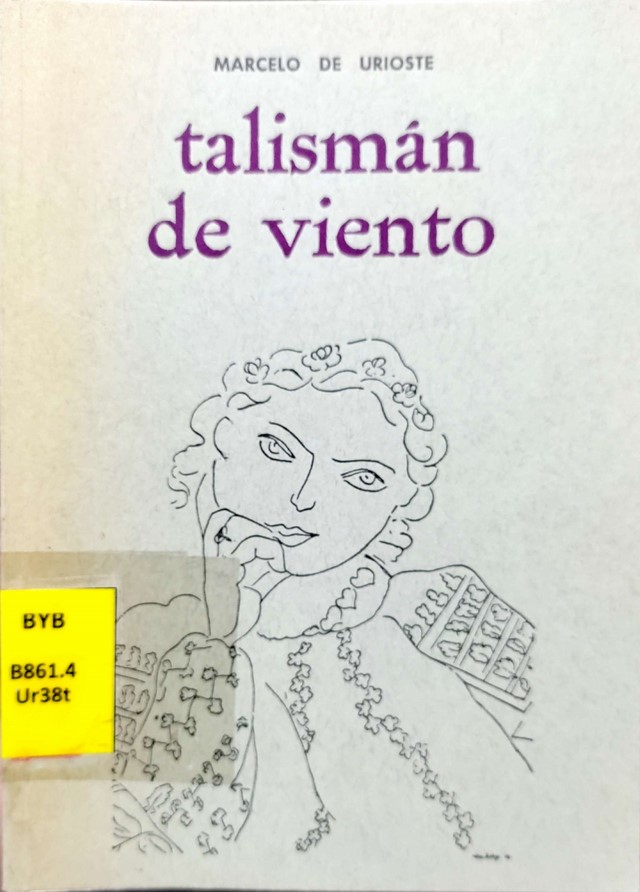 MARCELO DE URIOSTE
talismán
de viento
BYB
B861.4
Ur38t